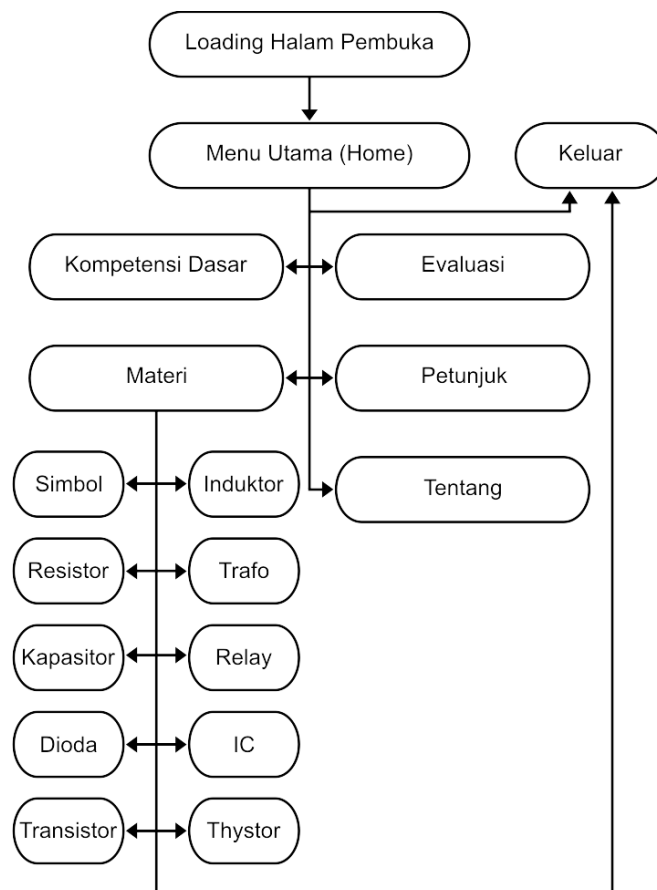 Loading Halam Pembuka
Menu Utama (Home)
Keluar
Kompetensi Dasar
Evaluasi
Materi
Petunjuk
Simbol
Induktor
Tentang
Resistor
Trafo
Kapasitor
Relay
Dioda
IC
Transistor
Thystor